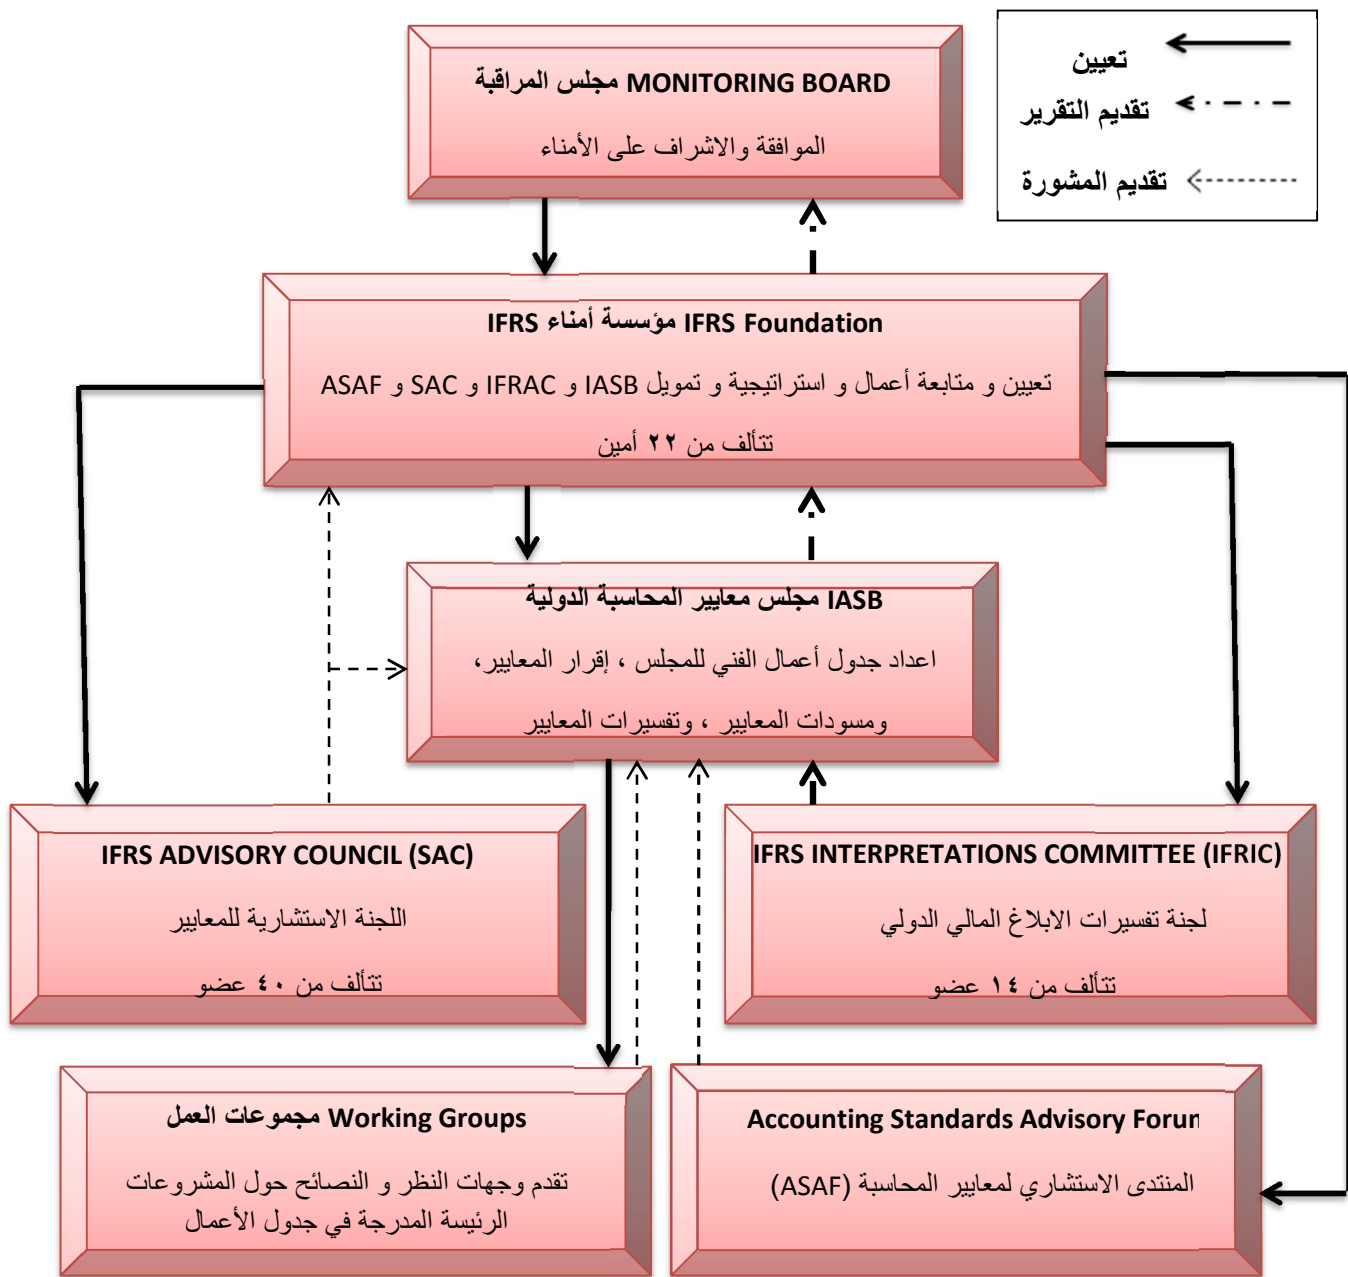 تعيين
تقديم التقرير
تقديم المشورة
مجلس المراقبة MONITORING BOARD
الموافقة والاشراف على الأمناء
IFRS مؤسسة أمناء IFRS Foundation
تعيين و متابعة أعمال و استراتيجية و تمويل IASB و IFRAC و SAC و ASAF
تتألف من ٢٢ أمين
مجلس معايير المحاسبة الدولية IASB
اعداد جدول أعمال الفني للمجلس ، إقرار المعايير،
ومسودات المعايير ، وتفسيرات المعايير
IFRS ADVISORY COUNCIL (SAC)
اللجنة الاستشارية للمعايير
تتألف من ٤٠ عضو
IFRS INTERPRETATIONS COMMITTEE (IFRIC)
لجنة تفسيرات الابلاغ المالي الدولي
تتألف من ١٤ عضو
مجموعات العمل Working Groups
تقدم وجهات النظر و النصائح حول المشروعات
الرئيسة المدرجة في جدول الأعمال
Accounting Standards Advisory Forum
المنتدى الاستشاري لمعايير المحاسبة (ASAF)